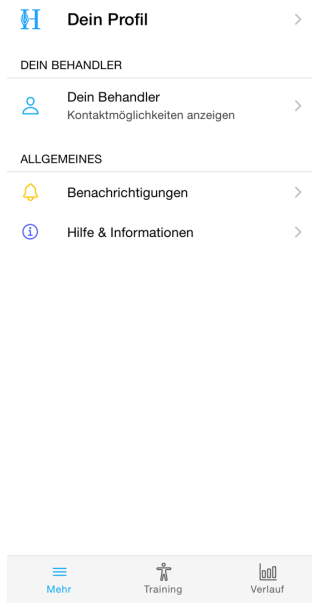 Dein Profil
DEIN BEHANDLER
Dein Behandler
Kontaktmöglichkeiten anzeigen
ALLGEMEINES
Benachrichtigungen
Hilfe & Informationen
Mehr
Training
Verlauf